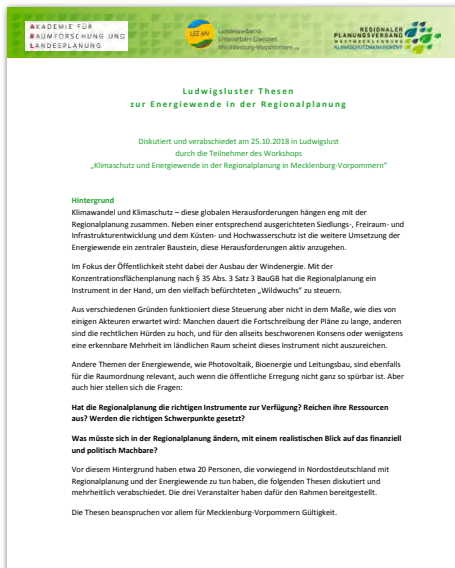 AKADEMIE FÜR
RAUMFORSCHUNG UND
LANDESPLANUNG
LEE MV
Landesverband
Erneuerbare Energien
Mecklenburg-Vorpommern e.V.
REGIONALER
PLANUNGSVERBAND
WESTMECKLENBURG
KLIMASCHUTZMANAGEMENT
Ludwigsluster Thesen
zur Energiewende in der Regionalplanung
Diskutiert und verabschiedet am 25.10.2018 in Ludwigslust
durch die Teilnehmer des Workshops
„Klimaschutz und Energiewende in der Regionalplanung in Mecklenburg-Vorpommern“
Hintergrund
Klimawandel und Klimaschutz – diese globalen Herausforderungen hängen eng mit der
Regionalplanung zusammen. Neben einer entsprechend ausgerichteten Siedlungs-, Freiraum- und
Infrastrukturentwicklung und dem Küsten- und Hochwasserschutz ist die weitere Umsetzung der
Energiewende ein zentraler Baustein, diese Herausforderungen aktiv anzugehen.
Im Fokus der Öffentlichkeit steht dabei der Ausbau der Windenergie. Mit der
Konzentrationsflächenplanung nach § 35 Abs. 3 Satz 3 BauGB hat die Regionalplanung ein
Instrument in der Hand, um den vielfach befürchteten „Wildwuchs“ zu steuern.
Aus verschiedenen Gründen funktioniert diese Steuerung aber nicht in dem Maße, wie dies von
einigen Akteuren erwartet wird: Manchen dauert die Fortschreibung der Pläne zu lange, anderen
sind die rechtlichen Hürden zu hoch, und für den allseits beschworenen Konsens oder wenigstens
eine erkennbare Mehrheit im ländlichen Raum scheint dieses Instrument nicht auszureichen.
Andere Themen der Energiewende, wie Photovoltaik, Bioenergie und Leitungsbau, sind ebenfalls
für die Raumordnung relevant, auch wenn die öffentliche Erregung nicht ganz so spürbar ist. Aber
auch hier stellen sich die Fragen:
Hat die Regionalplanung die richtigen Instrumente zur Verfügung? Reichen ihre Ressourcen
aus? Werden die richtigen Schwerpunkte gesetzt?
Was müsste sich in der Regionalplanung ändern, mit einem realistischen Blick auf das finanziell
und politisch Machbare?
Vor diesem Hintergrund haben etwa 20 Personen, die vorwiegend in Nordostdeutschland mit
Regionalplanung und der Energiewende zu tun haben, die folgenden Thesen diskutiert und
mehrheitlich verabschiedet. Die drei Veranstalter haben dafür den Rahmen bereitgestellt.
Die Thesen beanspruchen vor allem für Mecklenburg-Vorpommern Gültigkeit.